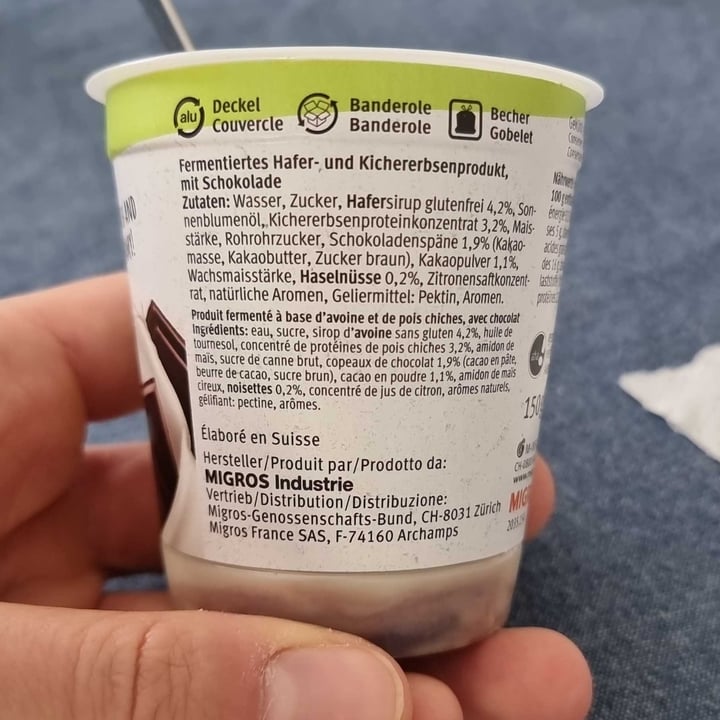 alu
Deckel
Couvercle
Banderole
Banderole
Becher
Gobelet
Fermentiertes Hafer- und Kichererbsenprodukt,
mit Schokolade
Zutaten: Wasser, Zucker, Hafersirup glutenfrei 4,2%, Son-
nenblumenöl, Kichererbsenproteinkonzentrat 3,2%, Mais-
stärke, Rohrohrzucker, Schokoladenspäne 1,9% (Kakao-
masse, Kakaobutter, Zucker braun), Kakaopulver 1,1%,
Wachsmaisstärke, Haselnüsse 0,2%, Zitronensaftkonzent-
rat, natürliche Aromen, Geliermittel: Pektin, Aromen.
Produit fermenté à base d'avoine et de pois chiches, avec chocolat
Ingrédients: eau, sucre, sirop d'avoine sans gluten 4,2%, huile de
tournesol, concentré de protéines de pois chiches 3,2%, amidon de
maïs, sucre de canne brut, copeaux de chocolat 1,9% (cacao en pâte,
beurre de cacao, sucre brun), cacao en poudre 1,1%, amidon de maïs
cireux, noisettes 0,2%, concentré de jus de citron, arômes naturels,
gélifiant: pectine, arômes.
Élaboré en Suisse
Hersteller/Produit par/Prodotto da:
MIGROS Industrie
Vertrieb/Distribution/Distribuzione:
Migros-Genossenschafts-Bund, CH-8031 Zürich
Migros France SAS, F-74160 Archamps
100 g
150